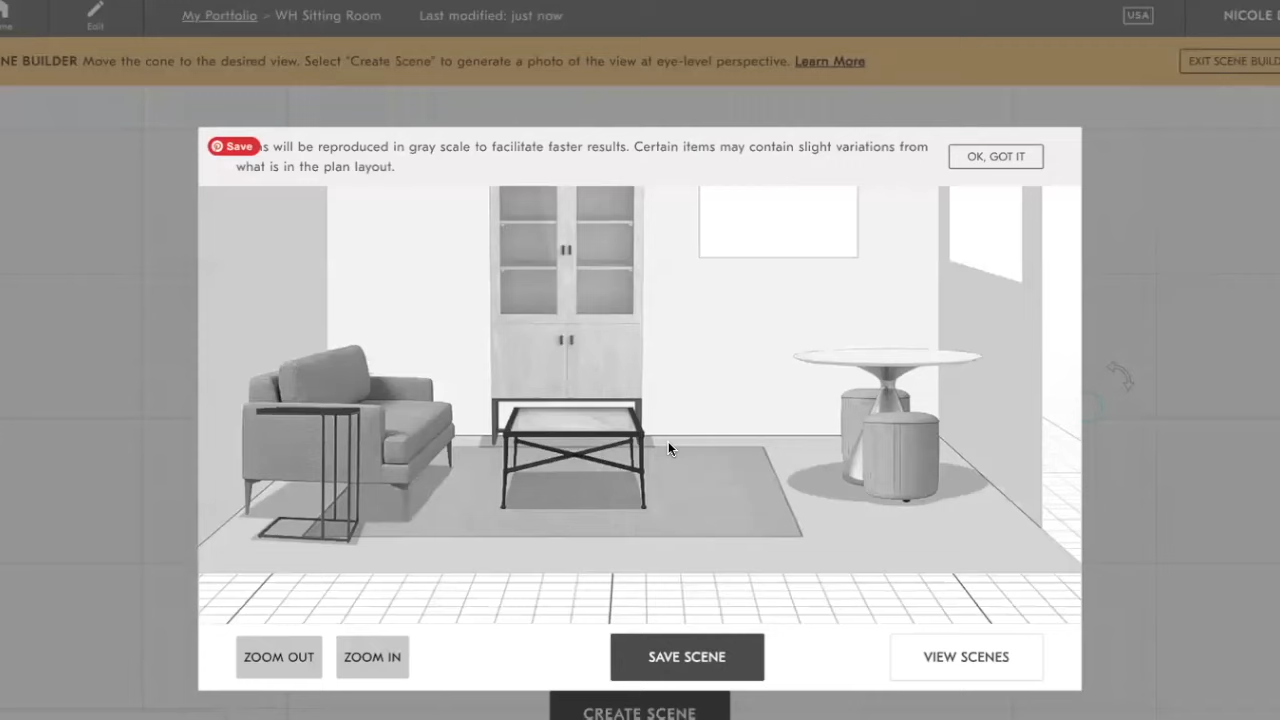 My Portfolio - WH Sitting Room
Last modified: just now
USA
NICOLE
Edit
NE BUILDER Move the cone to the desired view. Select "Create Scene" to generate a photo of the view at eye-level perspective. Learn More
EXIT SCENE BUILD
Save
s will be reproduced in gray scale to facilitate faster results. Certain items may contain slight variations from
what is in the plan layout.
OK, GOT IT
ZOOM OUT
ZOOM IN
SAVE SCENE
VIEW SCENES
CREATE SCENE